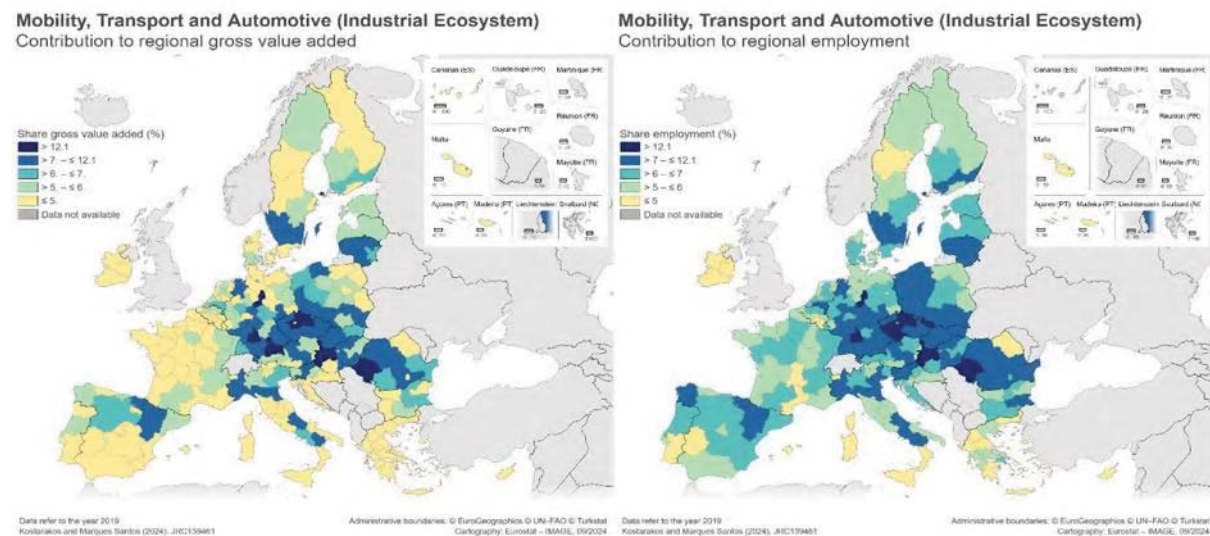 Mobility, Transport and Automotive (Industrial Ecosystem)
Contribution to regional gross value added
Share gross value added (%)
> 12.1
> 7. – ≤ 12.1
> 6. – ≤ 7.
> 5. – ≤ 6.
≤ 5.
Data not available
Canarias (ES)
Guadeloupe (FR)
Martinique (FR)
Guyane (FR)
Réunion (FR)
Malta
Mayotte (FR)
Açores (PT)
Madeira (PT)
Liechtenstein
Svalbard (NO
Data refer to the year 2019
Kostarakos and Marques Santos (2024), JRC139461
Administrative boundaries: © EuroGeographics © UN–FAO © Turkstat
Cartography: Eurostat – IMAGE, 09/2024
Mobility, Transport and Automotive (Industrial Ecosystem)
Contribution to regional employment
Share employment (%)
> 12.1
> 7 – ≤ 12.1
> 6 – ≤ 7
> 5 – ≤ 6
≤ 5
Data not available
Canarias (ES)
Guadeloupe (FR)
Martinique (FR
Guyane (FR)
Réunion (FR)
Malta
Mayotte (FR)
Açores (PT)
Madeira (PT)
Liechtenstein
Svalbard (NO
Data refer to the year 2019
Kostarakos and Marques Santos (2024), JRC139461
Administrative boundaries: © EuroGeographics © UN–FAO © Turkstat
Cartography: Eurostat – IMAGE, 09/2024